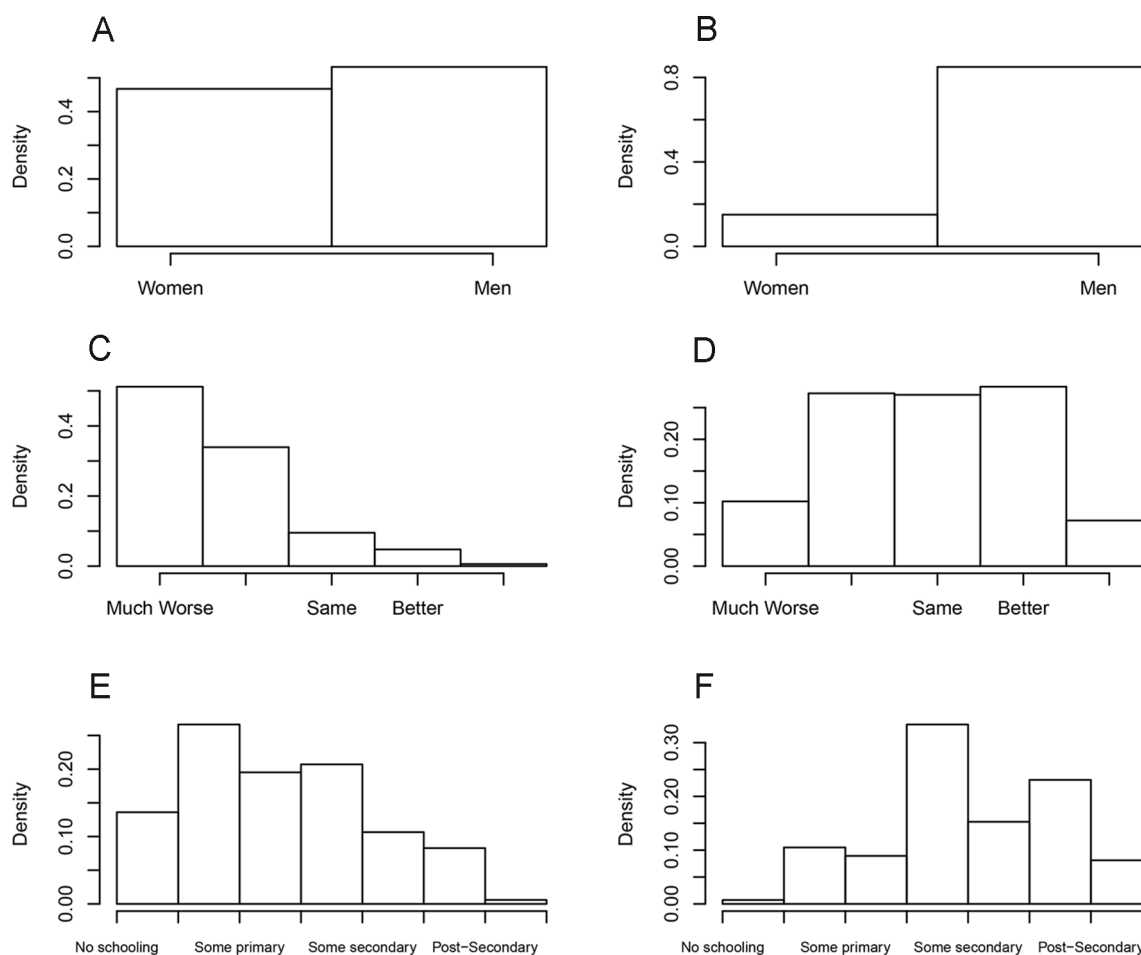 A
B
Density
0.0 0.2 0.4
Women Men
Density
0.0 0.4 0.8
Women Men
C
D
Density
0.0 0.2 0.4
Much Worse Same Better
Density
0.00 0.10 0.20
Much Worse Same Better
E
F
Density
0.00 0.10 0.20
No schooling Some primary Some secondary Post-Secondary
Density
0.00 0.10 0.20 0.30
No schooling Some primary Some secondary Post-Secondary